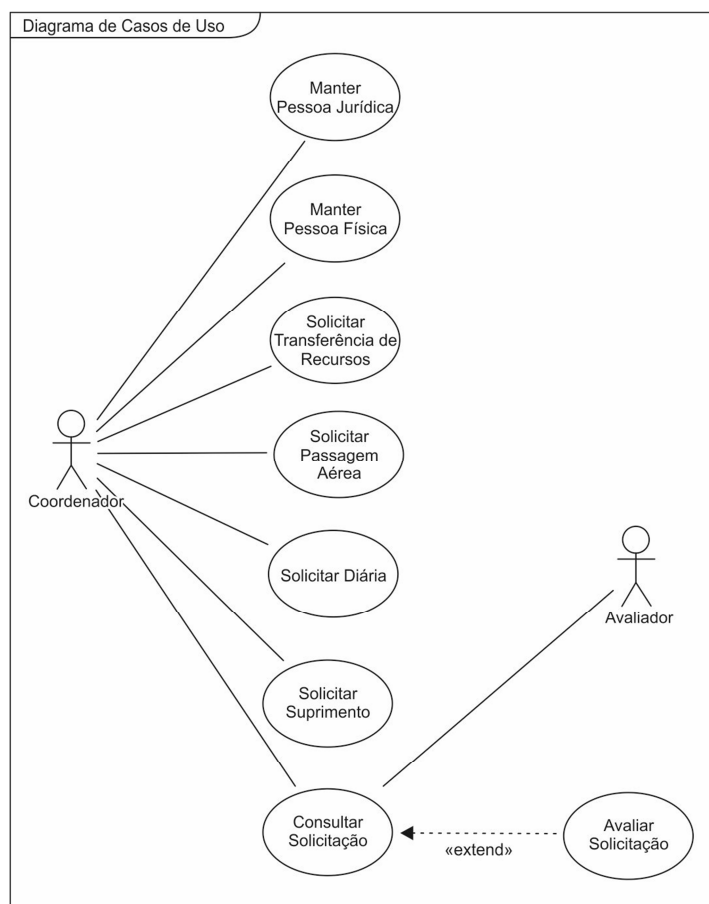 Diagrama de Casos de Uso
Manter
Pessoa Jurídica
Manter
Pessoa Física
Solicitar
Transferência de
Recursos
Solicitar
Passagem
Aérea
Coordenador
Solicitar Diária
Avaliador
Solicitar
Suprimento
Consultar
Solicitação
«extend»
Avaliar
Solicitação